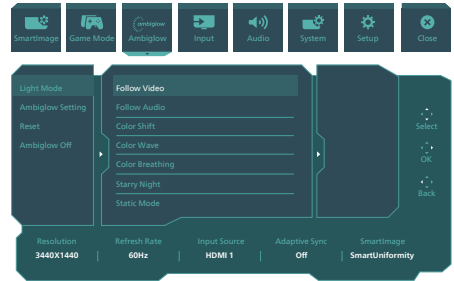 ambiglow
SmartImage Game Mode Ambiglow Input Audio System Setup Close
Light Mode
Ambiglow Setting
Reset
Ambiglow Off
Follow Video
Follow Audio
Color Shift
Color Wave
Color Breathing
Starry Night
Static Mode
Select
OK
Back
Resolution Refresh Rate Input Source Adaptive Sync SmartImage
3440X1440 | 60Hz | HDMI 1 | Off | SmartUniformity